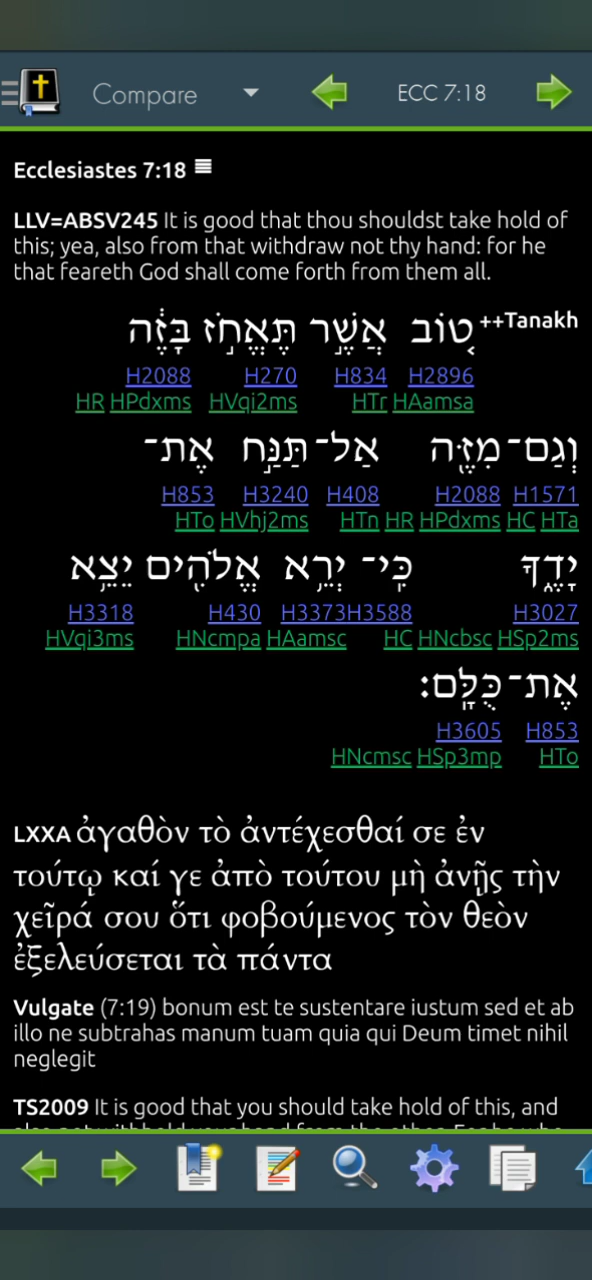 Compare ECC 7:18
Ecclesiastes 7:18
LLV=ABSV245 It is good that thou shouldst take hold of
this; yea, also from that withdraw not thy hand: for he
that feareth God shall come forth from them all.
++Tanakh ט֚וֹב אֲשֶׁ֣ר תֶּאֱחֹ֣ז בָּזֶ֔ה
H2088 H270 H834 H2896
HR HPdxms HVqi2ms HTr HAamsa
וְגַם־ מִזֶּ֖ה אַל־ תַּנַּ֣ח אֶת־
H853 H3240 H408 H2088 H1571
HTo HVhj2ms HTn HR HPdxms HC HTa
יָדֶ֑ךָ כִּֽי־ יְרֵ֥א אֱלֹהִ֖ים יֵצֵ֥א
H3318 H430 H3373H3588 H3027
HVqi3ms HNcmpa HAamsc HC HNcbsc HSp2ms
אֶת־ כֻּלָּֽם׃
H3605 H853
HNcmsc HSp3mp HTo
LXXA ἀγαθὸν τὸ ἀντέχεσθαί σε ἐν
τούτῳ καί γε ἀπὸ τούτου μὴ ἀνῇς τὴν
χεῖρά σου ὅτι φοβούμενος τὸν θεὸν
ἐξελεύσεται τὰ πάντα
Vulgate (7:19) bonum est te sustentare iustum sed et ab
illo ne subtrahas manum tuam quia qui Deum timet nihil
neglegit
TS2009 It is good that you should take hold of this, and